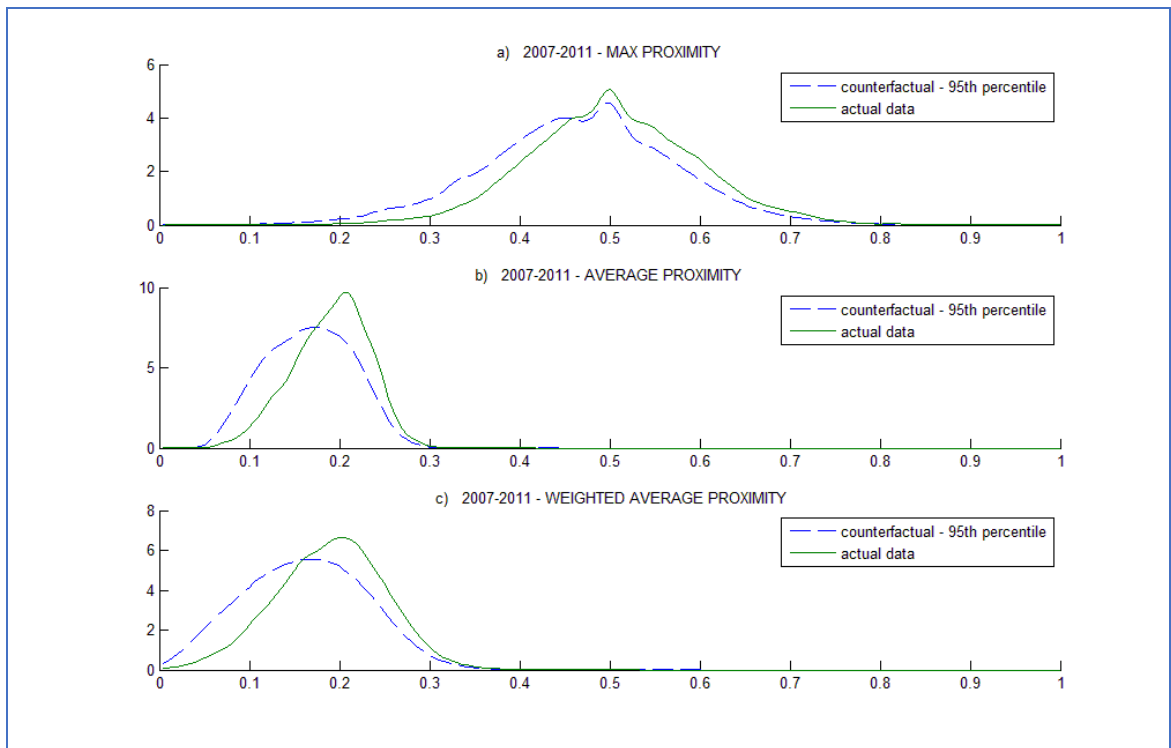 a) 2007-2011 - MAX PROXIMITY
6
4
2
0
counterfactual - 95th percentile
actual data
0 0.1 0.2 0.3 0.4 0.5 0.6 0.7 0.8 0.9 1
b) 2007-2011 - AVERAGE PROXIMITY
10
5
0
counterfactual - 95th percentile
actual data
0 0.1 0.2 0.3 0.4 0.5 0.6 0.7 0.8 0.9 1
c) 2007-2011 - WEIGHTED AVERAGE PROXIMITY
8
6
4
2
0
counterfactual - 95th percentile
actual data
0 0.1 0.2 0.3 0.4 0.5 0.6 0.7 0.8 0.9 1